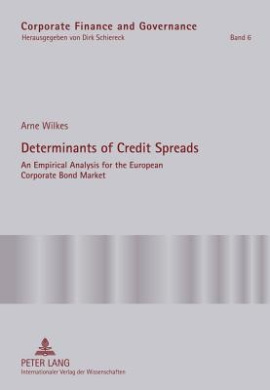 Corporate Finance and Governance
Herausgegeben von Dirk Schiereck Band 6
Arne Wilkes
Determinants of Credit Spreads
An Empirical Analysis for the European
Corporate Bond Market
PETER LANG
Internationaler Verlag der Wissenschaften